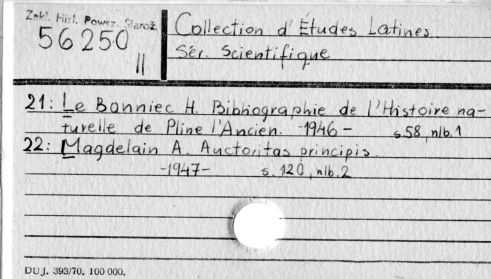 Zakł. Hist. Powsz. Staroż.
56250
II
Collection d'Études Latines.
Sér. Scientifique
21: Le Bonniec H. Bibliographie de l'Histoire na-
turelle de Pline l'Ancien. -1946- s.58, nlb.1
22: Magdelain A. Auctoritas principis.
-1947- s.120, nlb.2
DUJ. 393/70. 100 000.